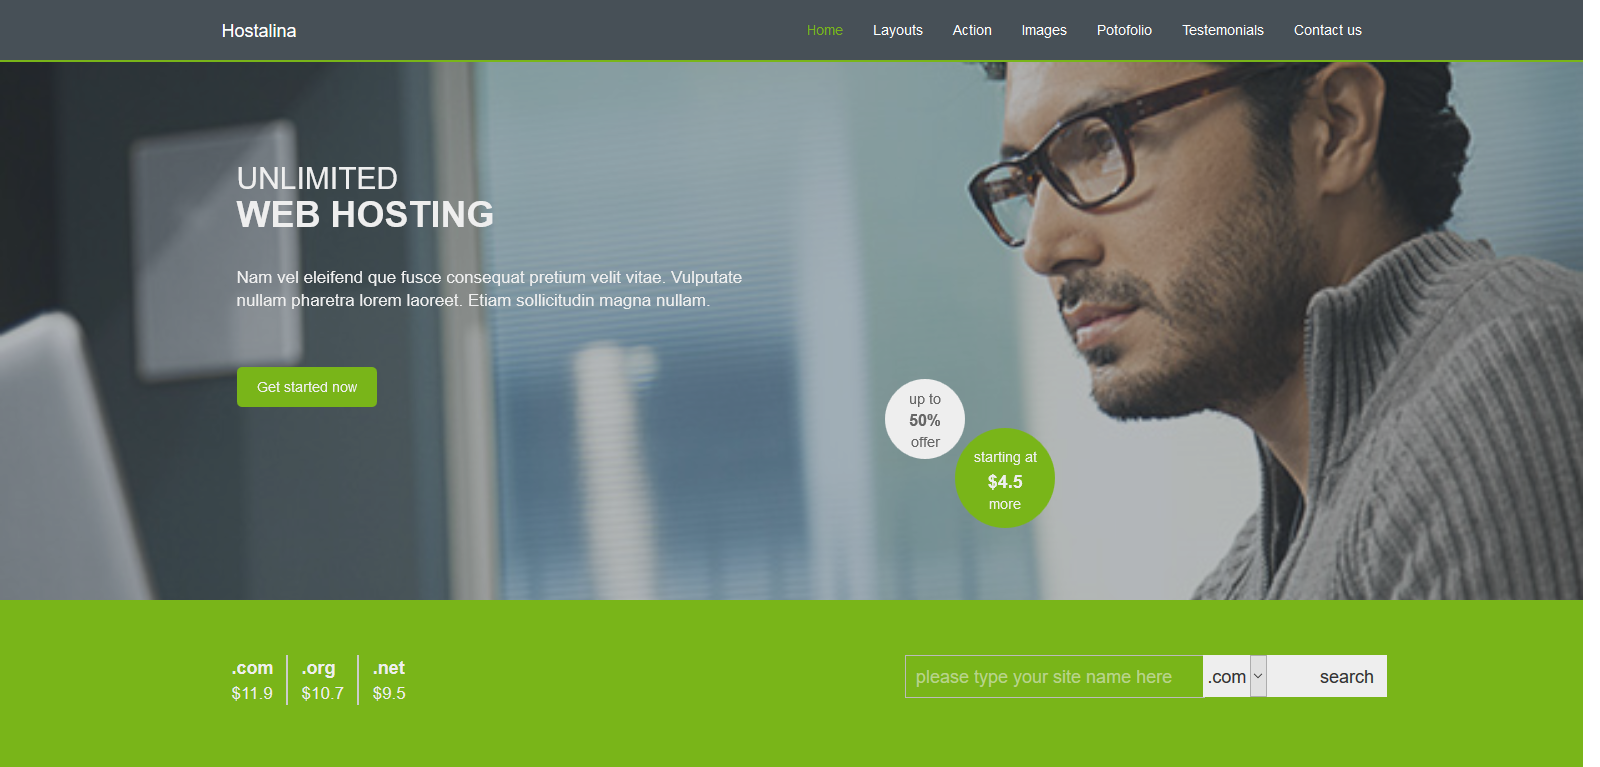 Hostalina
Home Layouts Action Images Potofolio Testemonials Contact us
UNLIMITED
WEB HOSTING
Nam vel eleifend que fusce consequat pretium velit vitae. Vulputate
nullam pharetra lorem laoreet. Etiam sollicitudin magna nullam.
Get started now
up to
50%
offer
starting at
$4.5
more
.com .org .net
$11.9 $10.7 $9.5
please type your site name here .com search